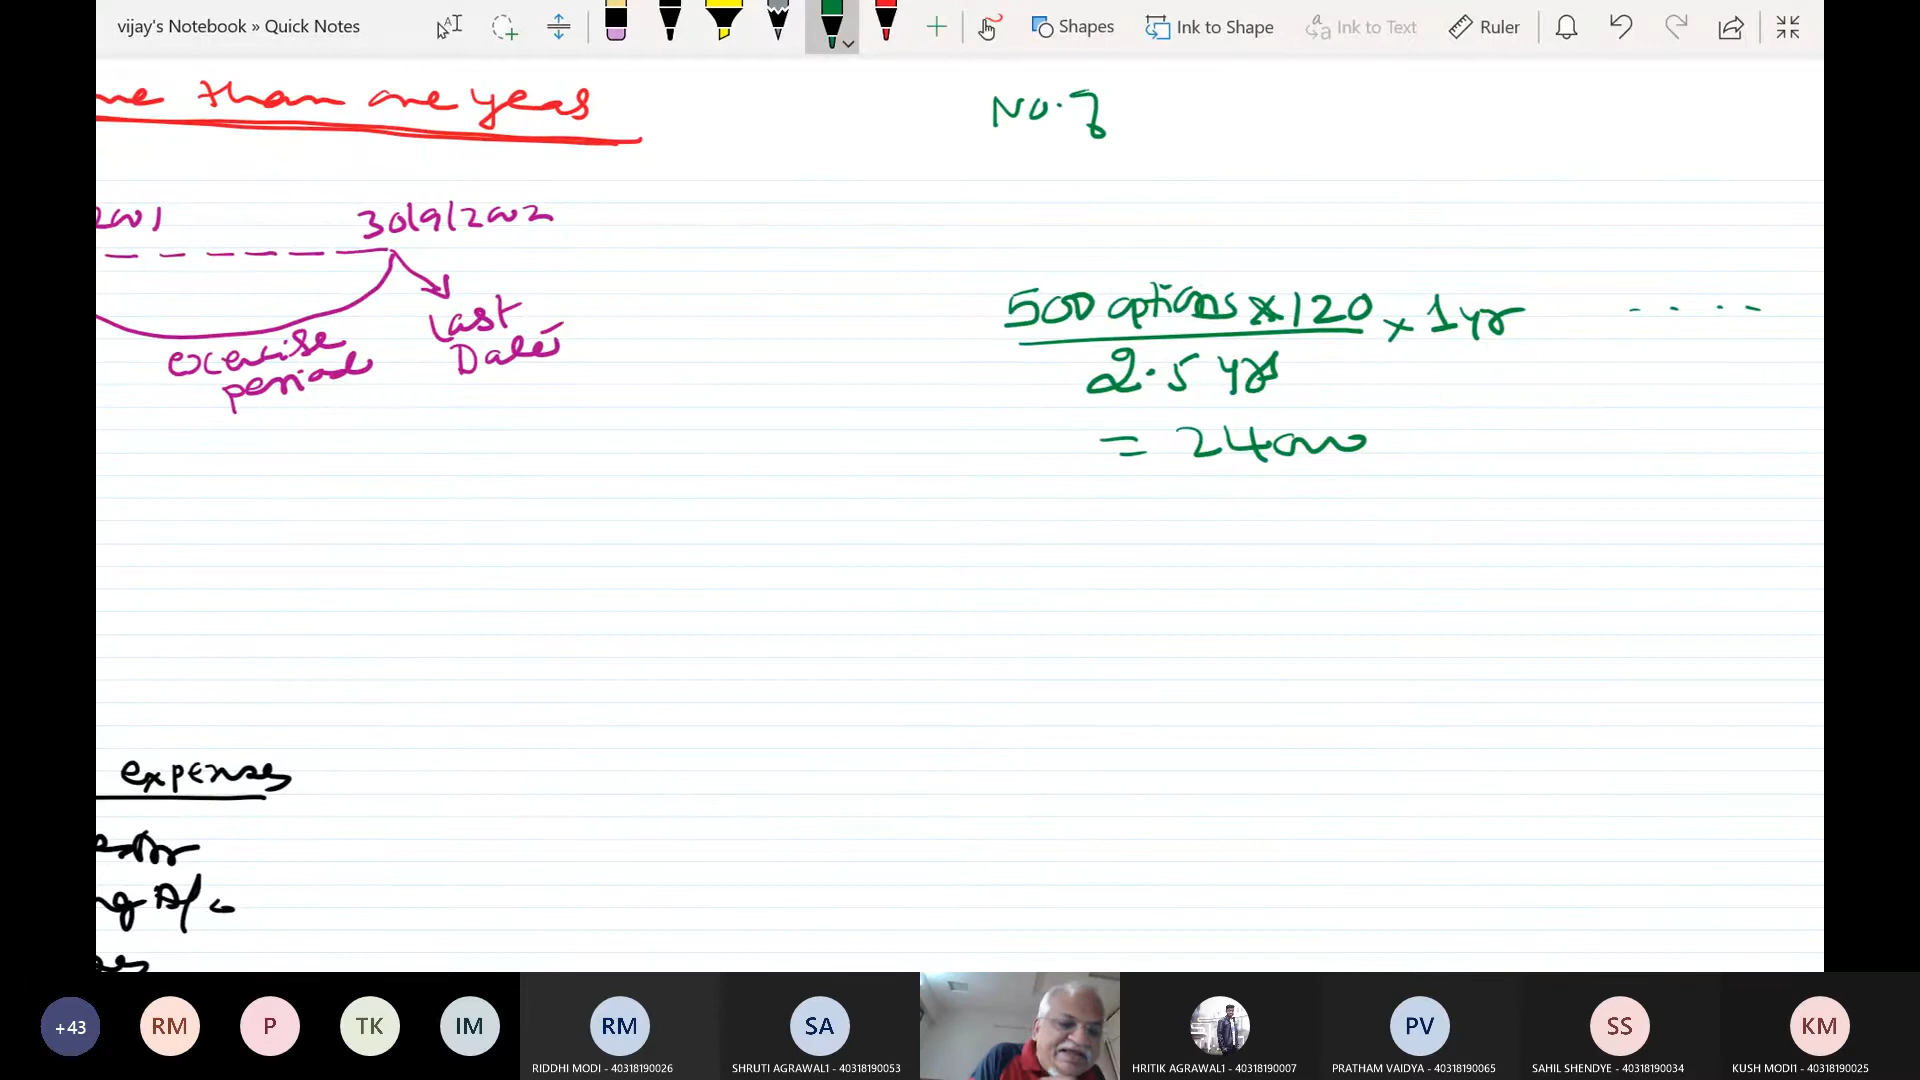 vijay's Notebook » Quick Notes
Shapes
Ink to Shape
Ink to Text
Ruler
than one year
No. of
2001
30/9/2002
Last
Date
exercise
period
500 options × 120 × 1 yr ....
2.5 yrs
= 24000
expenses
A/c
+43
RM
P
TK
IM
RM
SA
PV
SS
KM
RIDDHI MODI - 40318190026
SHRUTI AGRAWAL1 - 40318190053
HRITIK AGRAWAL1 - 40318190007
PRATHAM VAIDYA - 40318190065
SAHIL SHENDYE - 40318190034
KUSH MODI1 - 40318190025